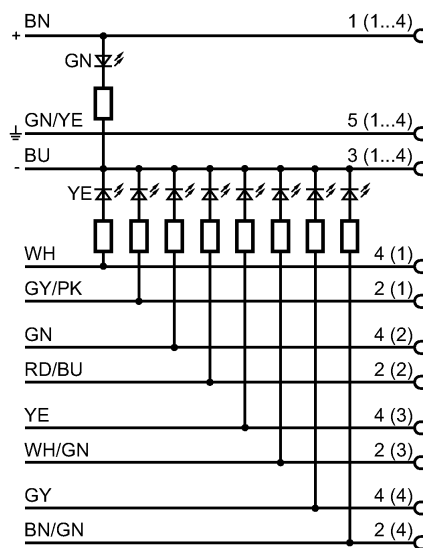 BN 1 (1...4)
+
GN
GN/YE 5 (1...4)
BU 3 (1...4)
-
YE
WH 4 (1)
GY/PK 2 (1)
GN 4 (2)
RD/BU 2 (2)
YE 4 (3)
WH/GN 2 (3)
GY 4 (4)
BN/GN 2 (4)